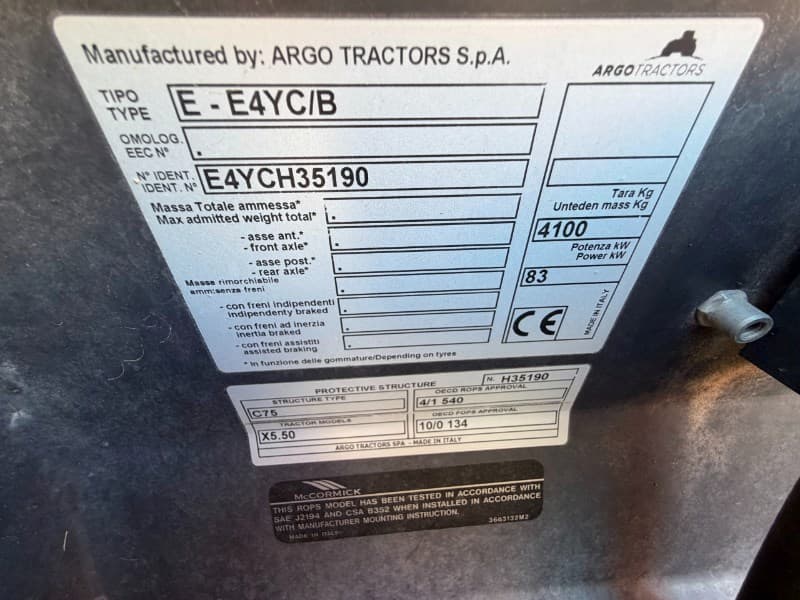 Manufactured by: ARGO TRACTORS S.p.A.
ARGOTRACTORS
TIPO
TYPE
E - E4YC/B
OMOLOG.
EEC N°
.
N° IDENT.
IDENT. N°
E4YCH35190
Massa Totale ammessa*
Max admitted weight total*
.
- asse ant.*
- front axle*
.
- asse post.*
- rear axle*
.
Massa rimorchiabile
amm:senza freni
.
- con freni indipendenti
indipendenty braked
.
- con freni ad inerzia
inertia braked
.
- con freni assistiti
assisted braking
.
* In funzione delle gommature/Depending on tyres
Tara Kg
Unteden mass Kg
4100
Potenza kW
Power kW
83
CE
MADE IN ITALY
PROTECTIVE STRUCTURE
N. H35190
STRUCTURE TYPE
C75
OECD ROPS APPROVAL
4/1 540
TRACTOR MODELS
X5.50
OECD FOPS APPROVAL
10/0 134
ARGO TRACTORS SPA - MADE IN ITALY
McCORMICK
THIS ROPS MODEL HAS BEEN TESTED IN ACCORDANCE WITH
SAE J2194 AND CSA B352 WHEN INSTALLED IN ACCORDANCE
WITH MANUFACTURER MOUNTING INSTRUCTION.
MADE IN ITALY
3663132M2